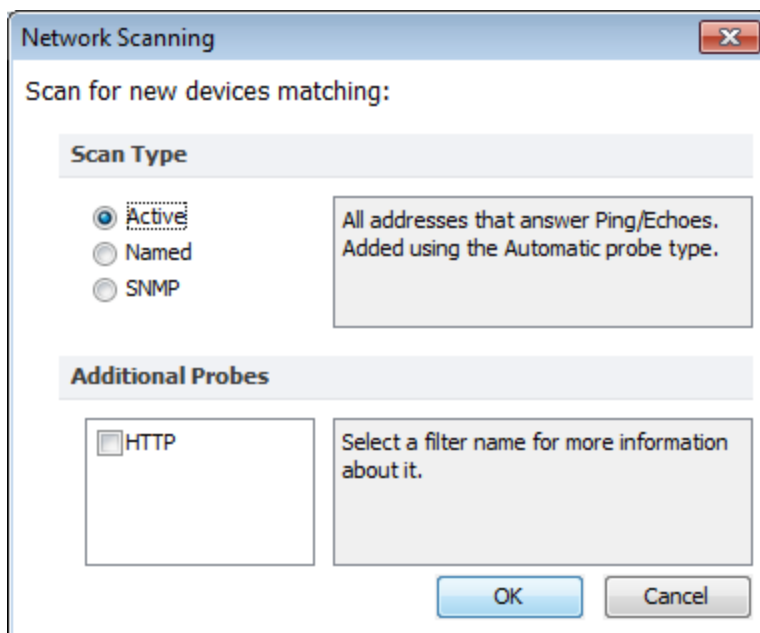 Network Scanning
Scan for new devices matching:
Scan Type
Active
Named
SNMP
All addresses that answer Ping/Echoes.
Added using the Automatic probe type.
Additional Probes
HTTP
Select a filter name for more information
about it.
OK
Cancel